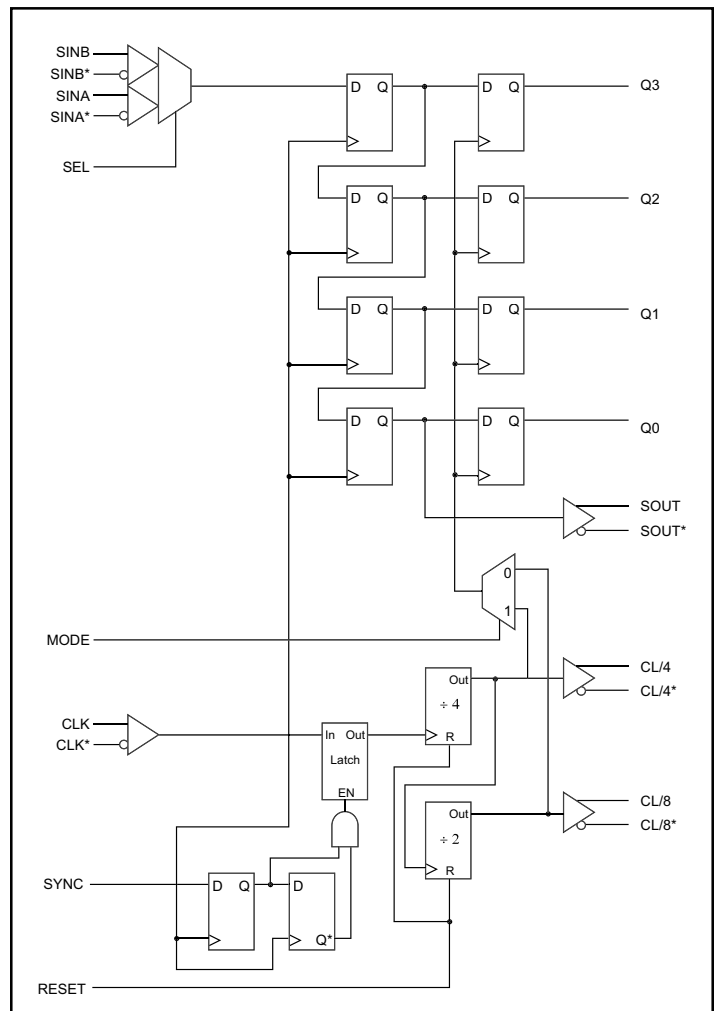 SINB
SINB*
SINA
SINA*
SEL
D Q
D Q
Q3
D Q
D Q
Q2
D Q
D Q
Q1
D Q
D Q
Q0
SOUT
SOUT*
0
1
MODE
CL/4
CL/4*
Out
÷ 4
R
CLK
CLK*
In Out
Latch
EN
CL/8
CL/8*
Out
÷ 2
R
SYNC
D Q
D
Q*
RESET